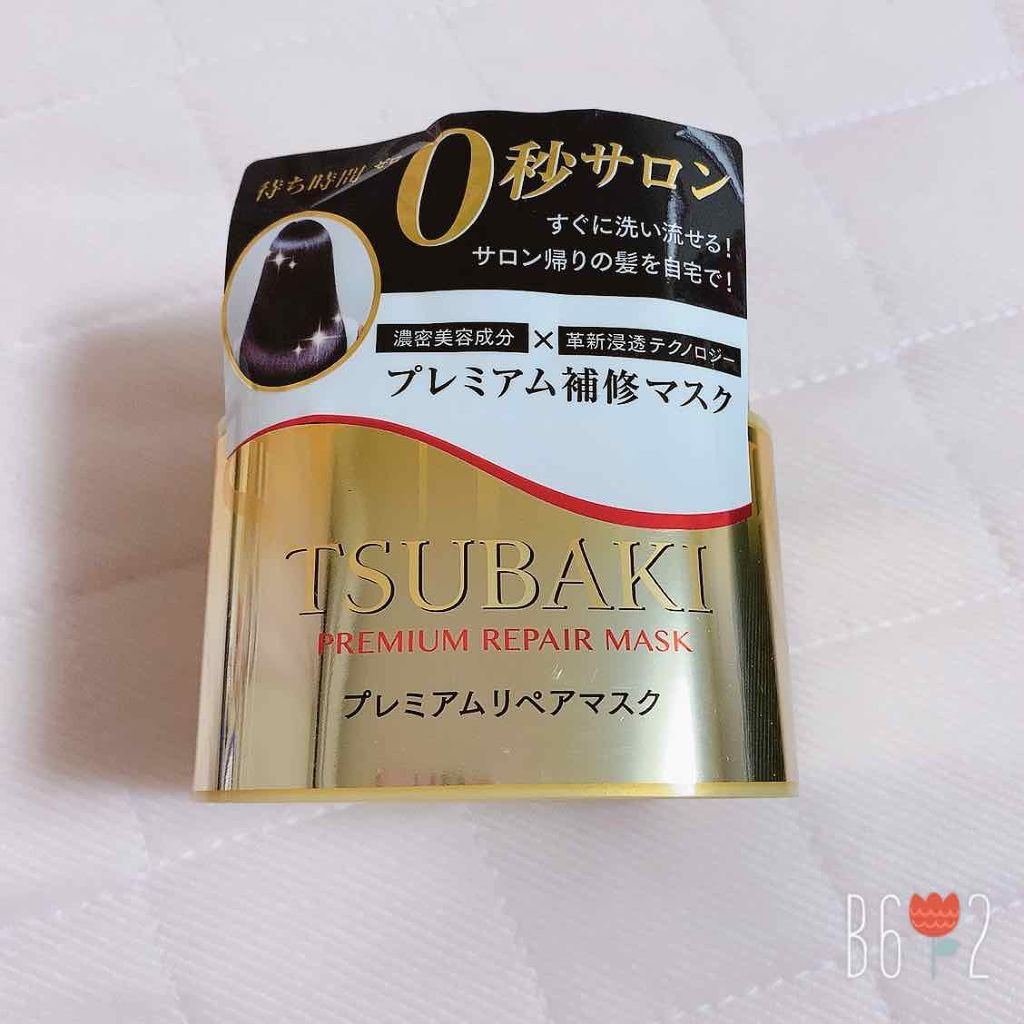 待ち時間
0秒サロン
すぐに洗い流せる!
サロン帰りの髪を自宅で!
濃密美容成分 × 革新浸透テクノロジー
プレミアム補修マスク
TSUBAKI
PREMIUM REPAIR MASK
プレミアムリペアマスク
B612